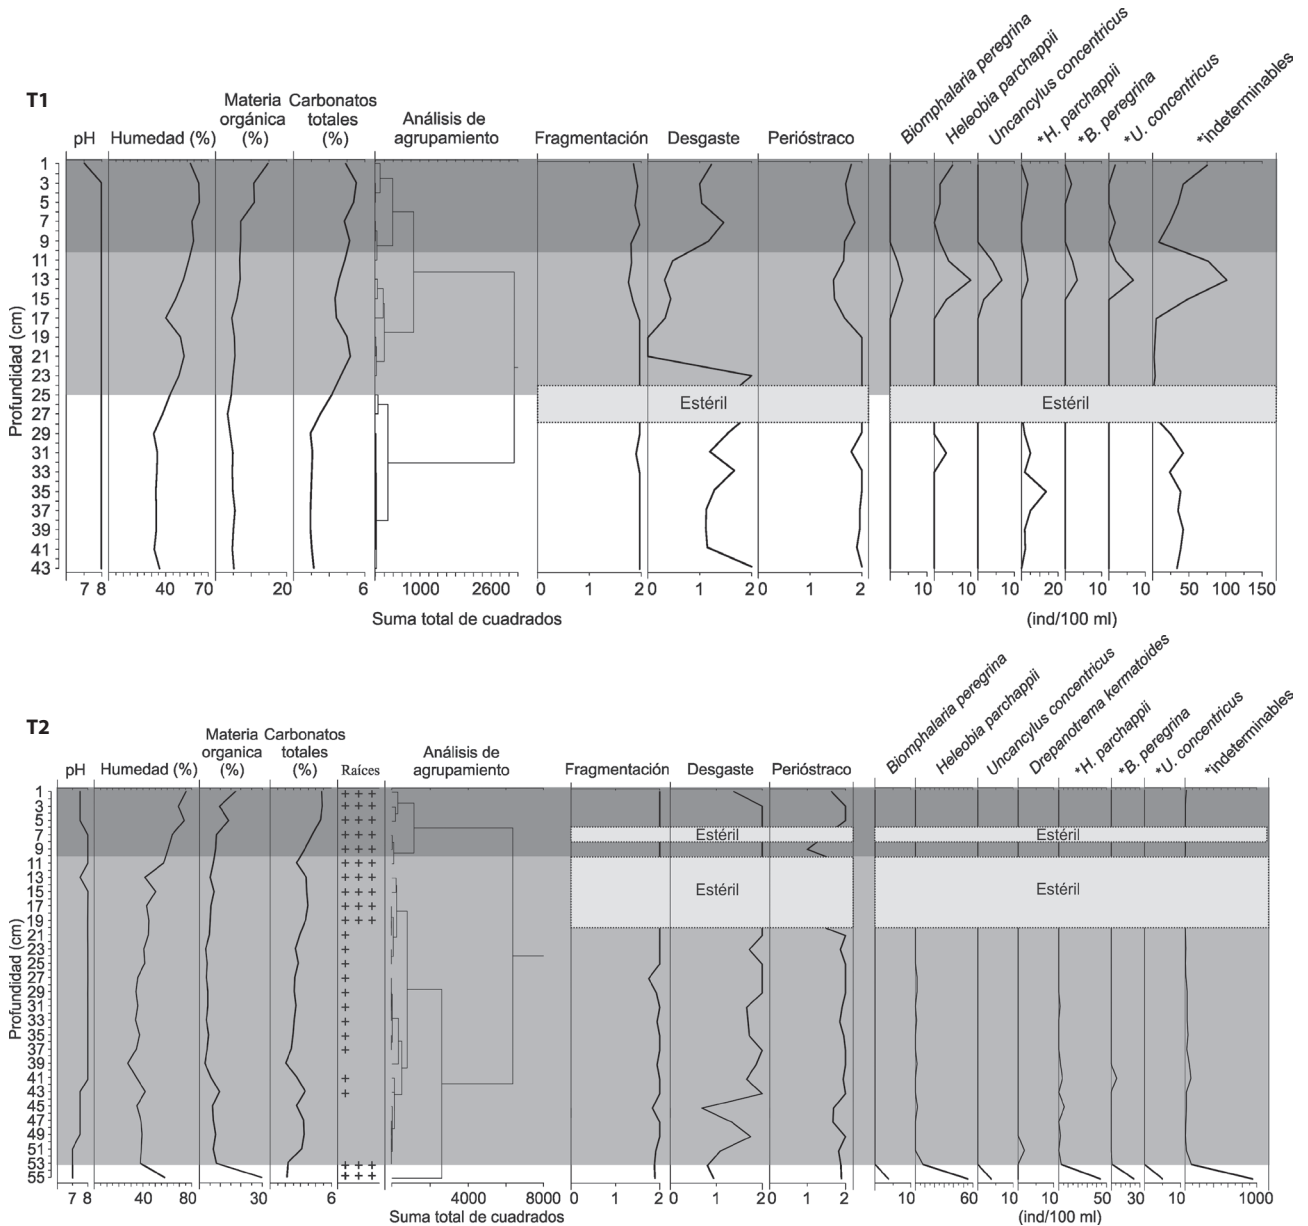 T1
pH
Humedad (%)
Materia orgánica (%)
Carbonatos totales (%)
Análisis de agrupamiento
Fragmentación
Desgaste
Perióstraco
Biomphalaria peregrina
Heleobia parchappii
Uncancylus concentricus
*H. parchappii
*B. peregrina
*U. concentricus
*indeterminables
Profundidad (cm)
1
3
5
7
9
11
13
15
17
19
21
23
25
27
29
31
33
35
37
39
41
43
Estéril
Estéril
7 8 40 70 20 6 1000 2600 0 1 2 0 1 2 0 1 2 10 10 10 20 10 10 50 100 150
Suma total de cuadrados
(ind/100 ml)
T2
pH
Humedad (%)
Materia organica (%)
Carbonatos totales (%)
Raíces
Análisis de agrupamiento
Fragmentación
Desgaste
Perióstraco
Biomphalaria peregrina
Heleobia parchappii
Uncancylus concentricus
Drepanotrema kermatoides
*H. parchappii
*B. peregrina
*U. concentricus
*indeterminables
Profundidad (cm)
1 + + +
3 + + +
5 + + +
7 + + +
9 + + +
11 + + +
13 + + +
15 + + +
17 + + +
19 + + +
21 +
23 +
25 +
27 +
29 +
31 +
33 +
35 +
37 +
39
41 +
43 +
45
47
49
51
53 + + +
55 + + +
Estéril
Estéril
Estéril
Estéril
7 8 40 80 30 6 4000 8000 0 1 2 0 1 2 0 1 2 10 60 10 10 50 30 10 1000
Suma total de cuadrados
(ind/100 ml)